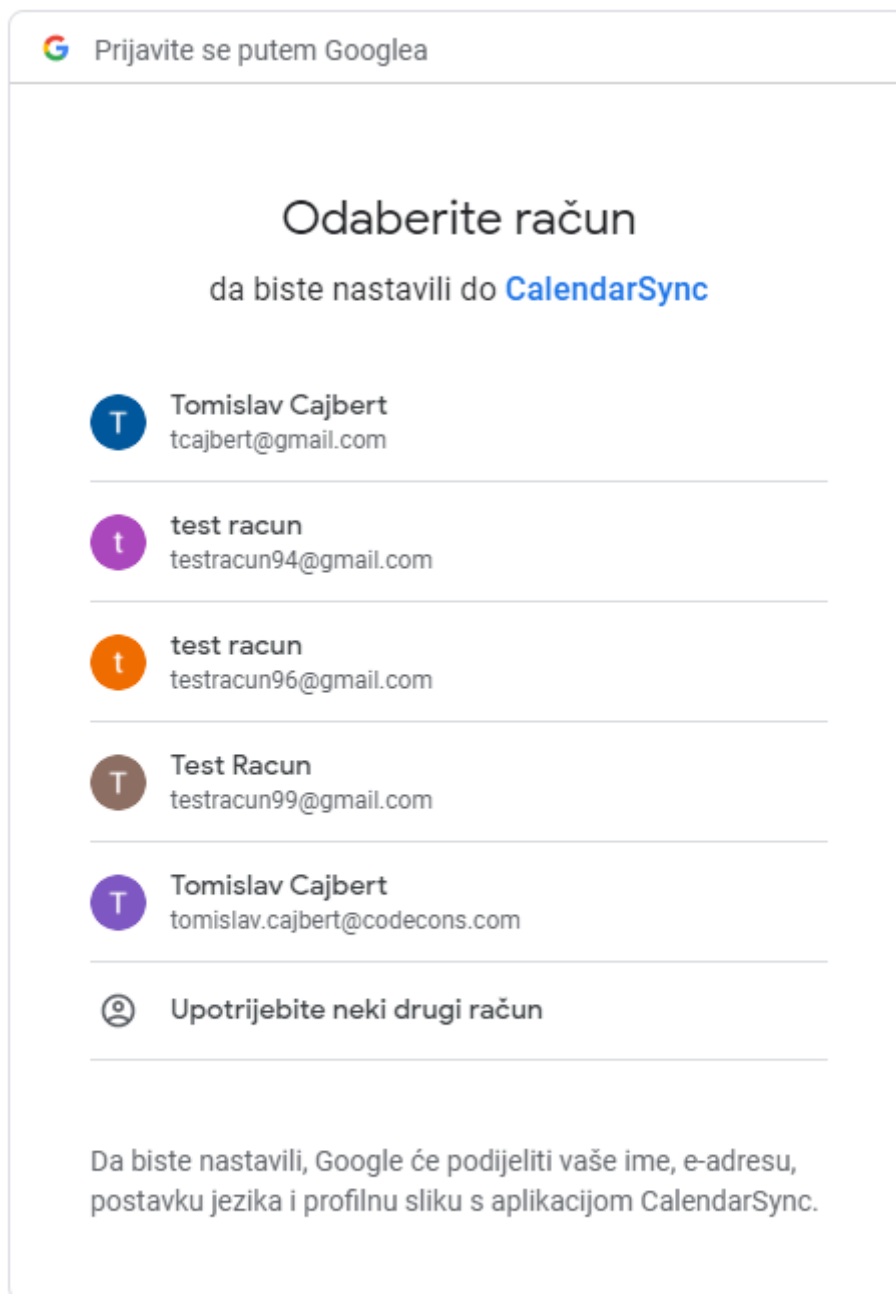 Prijavite se putem Googlea
Odaberite račun
da biste nastavili do CalendarSync
T
Tomislav Cajbert
tcajbert@gmail.com
t
test racun
testracun94@gmail.com
t
test racun
testracun96@gmail.com
T
Test Racun
testracun99@gmail.com
T
Tomislav Cajbert
tomislav.cajbert@codecons.com
Upotrijebite neki drugi račun
Da biste nastavili, Google će podijeliti vaše ime, e-adresu,
postavku jezika i profilnu sliku s aplikacijom CalendarSync.